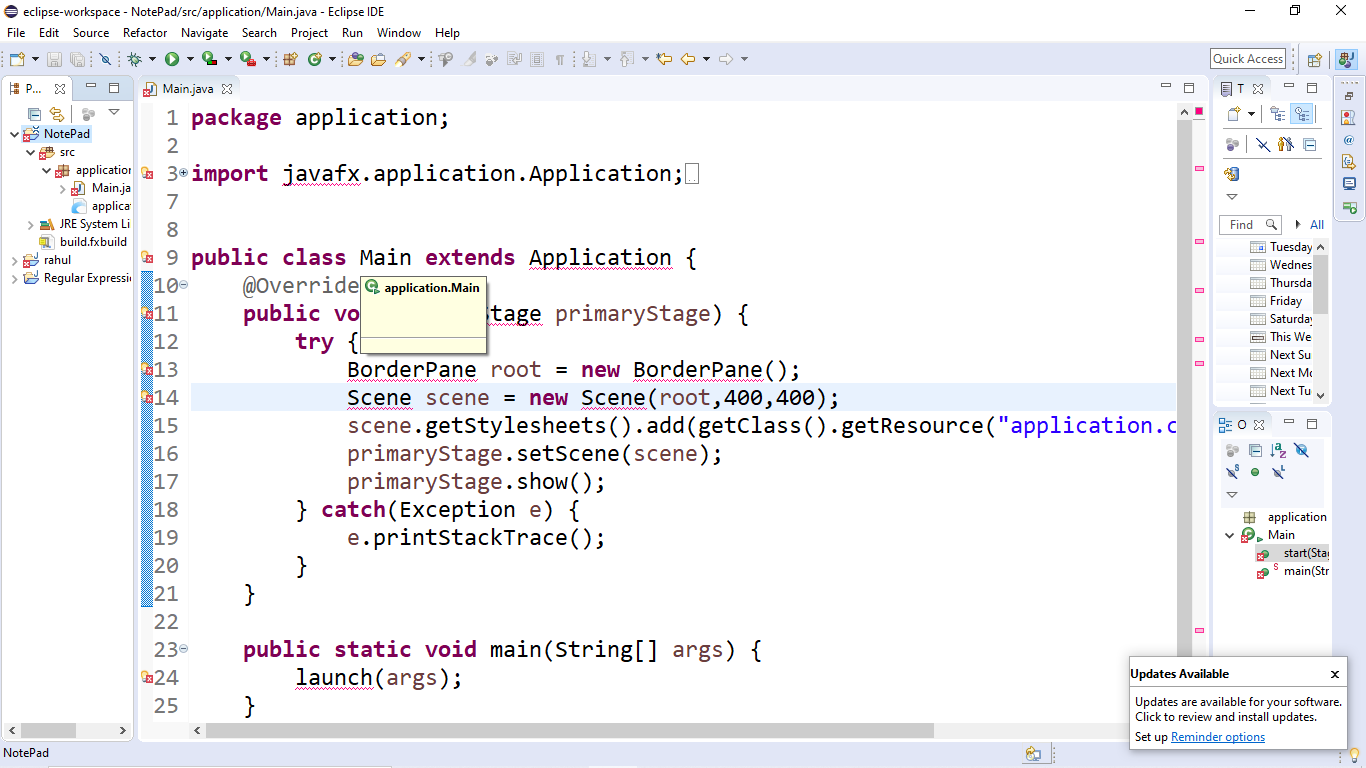 eclipse-workspace - NotePad/src/application/Main.java - Eclipse IDE
File Edit Source Refactor Navigate Search Project Run Window Help
Quick Access
P...
Main.java
NotePad
src
application
Main.ja
applica
JRE System Li
build.fxbuild
rahul
Regular Expressi
1 package application;
2
3 import javafx.application.Application;
7
8
9 public class Main extends Application {
10 @Override
11 public vo Stage primaryStage) {
12 try {
13 BorderPane root = new BorderPane();
14 Scene scene = new Scene(root,400,400);
15 scene.getStylesheets().add(getClass().getResource("application.c
16 primaryStage.setScene(scene);
17 primaryStage.show();
18 } catch(Exception e) {
19 e.printStackTrace();
20 }
21 }
22
23 public static void main(String[] args) {
24 launch(args);
25 }
application.Main
T
Find All
Tuesday
Wednes
Thursda
Friday
Saturday
This We
Next Su
Next Mo
Next Tu
O
application
Main
start(Sta
main(Str
Updates Available x
Updates are available for your software.
Click to review and install updates.
Set up Reminder options
NotePad